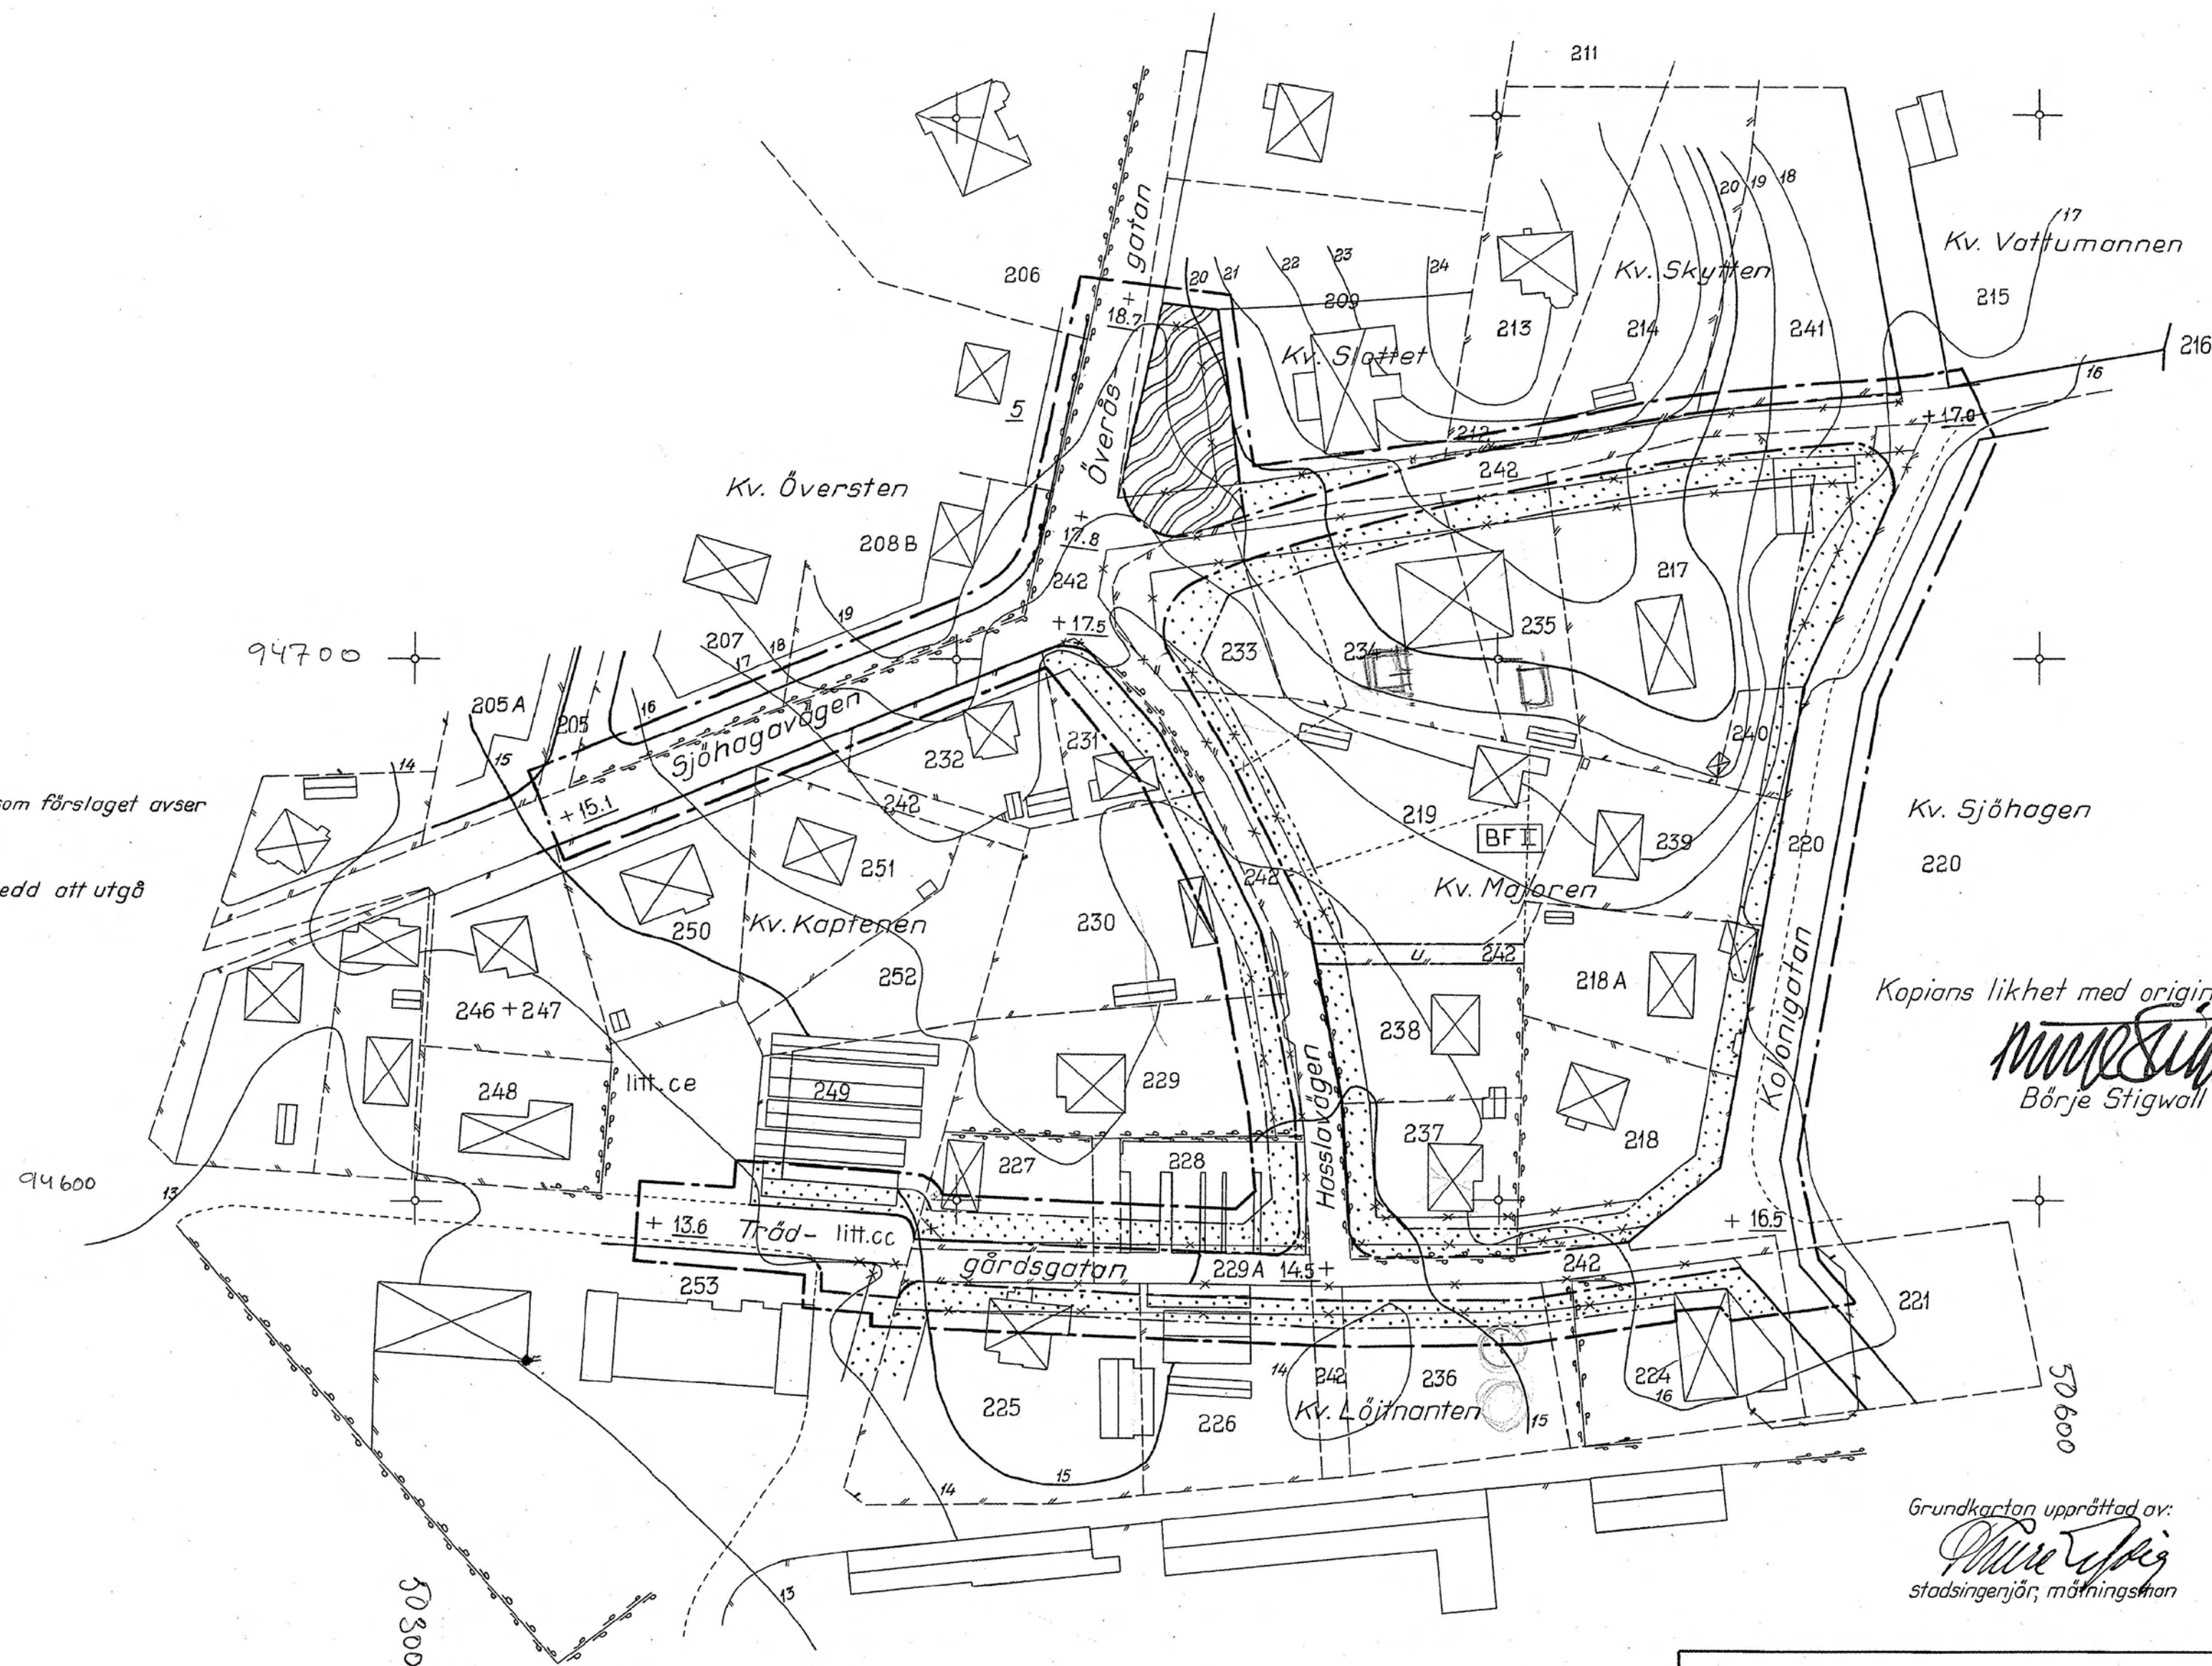 211
20 19 18
17
Kv. Vattumannen
gatan
206
20 21 22 23 24
Kv. Skytten
215
209
18.7+
213
214
241
Kv. Slottet
216
16
5
Överås-
+17.0
212
242
Kv. Översten
208 B
+
17.8
242
217
19
235
94700
207
17 18
+17.5
233
234
205 A
205
16
Sjöhagavägen
232
231
240
15
14
som förslaget avser
+15.1
242
219
Kv. Sjöhagen
BF II
239
220
251
220
edd att utgå
242
Kv. Majoren
250
Kv. Kaptenen
230
u
242
252
218 A
Kolonigatan
Kopians likhet med origin
246 + 247
238
litt.ce
249
229
248
Hasslavägen
Börje Stigwall
237
218
227
228
94600
13
+ 13.6
Träd-
litt.cc
+ 16.5
gårdsgatan
229 A
14.5+
242
253
221
14
242
236
224
16
225
Kv. Löjtnanten
15
226
50600
15
14
Grundkartan upprättad av:
13
stadsingenjör, mätningsman
50300